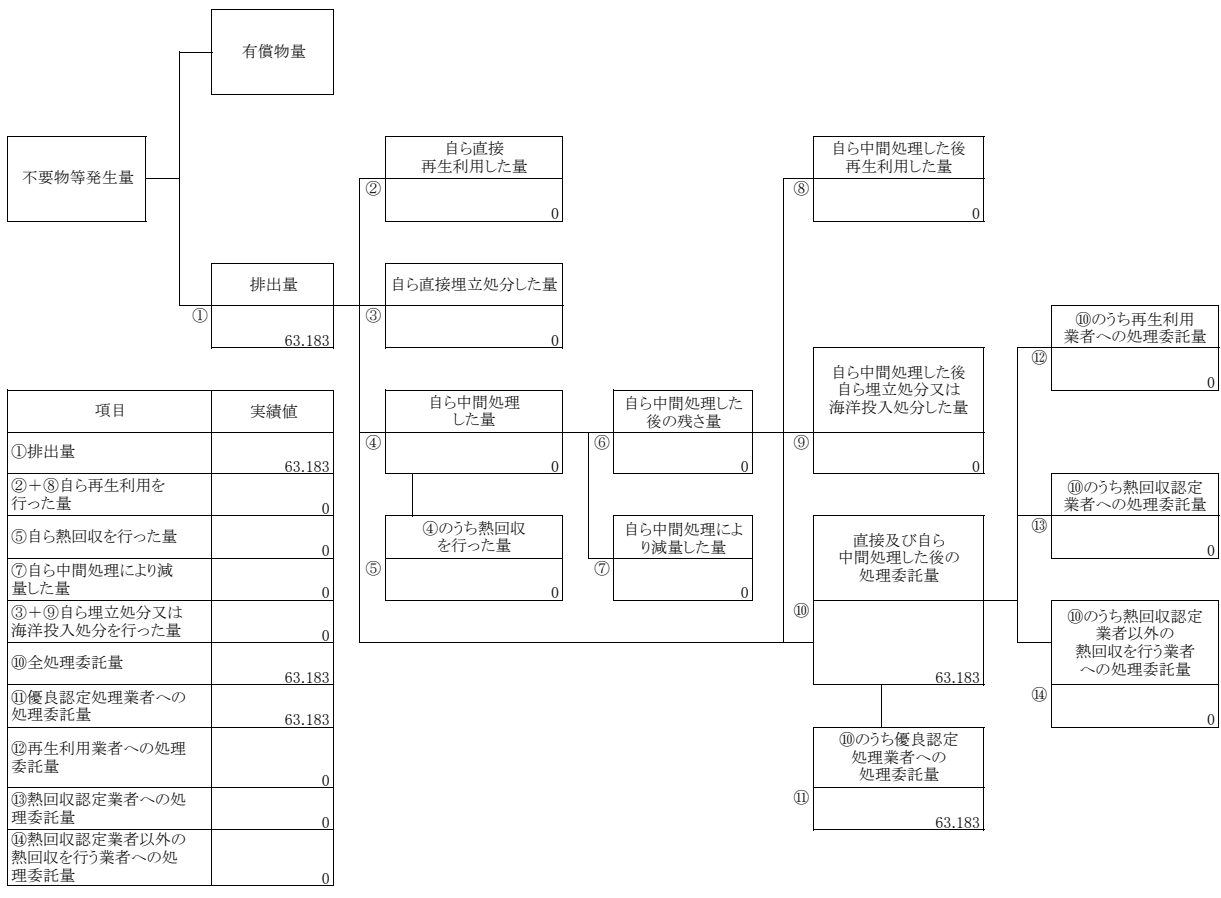 有償物量
不要物等発生量
自ら直接
再生利用した量
②
0
自ら中間処理した後
再生利用した量
⑧
0
排出量
①
63.183
自ら直接埋立処分した量
③
0
⑩のうち再生利用
業者への処理委託量
⑫
0
自ら中間処理
した量
④
0
自ら中間処理した
後の残さ量
⑥
0
自ら中間処理した後
自ら埋立処分又は
海洋投入処分した量
⑨
0
⑩のうち熱回収認定
業者への処理委託量
⑬
0
④のうち熱回収
を行った量
⑤
0
自ら中間処理によ
り減量した量
⑦
0
直接及び自ら
中間処理した後の
処理委託量
⑩
63.183
⑩のうち熱回収認定
業者以外の
熱回収を行う業者
への処理委託量
⑭
0
⑩のうち優良認定
処理業者への
処理委託量
⑪
63.183
項目 実績値
①排出量
63.183
②＋⑧自ら再生利用を
行った量
0
⑤自ら熱回収を行った量
0
⑦自ら中間処理により減
量した量
0
③＋⑨自ら埋立処分又は
海洋投入処分を行った量
0
⑩全処理委託量
63.183
⑪優良認定処理業者への
処理委託量
63.183
⑫再生利用業者への処理
委託量
0
⑬熱回収認定業者への処
理委託量
0
⑭熱回収認定業者以外の
熱回収を行う業者への処
理委託量
0